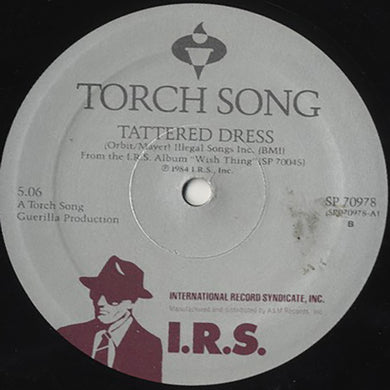 TORCH SONG
TATTERED DRESS
(Orbit/Mayer) Illegal Songs Inc. (BMI)
From the I.R.S. Album "Wish Thing" (SP 70045)
℗ 1984 I.R.S., Inc.
5.06
A Torch Song
Guerilla Production
SP 70978
(SP 070978-A)
B
INTERNATIONAL RECORD SYNDICATE, INC.
Manufactured and distributed by A&M Records, Inc.
I.R.S.